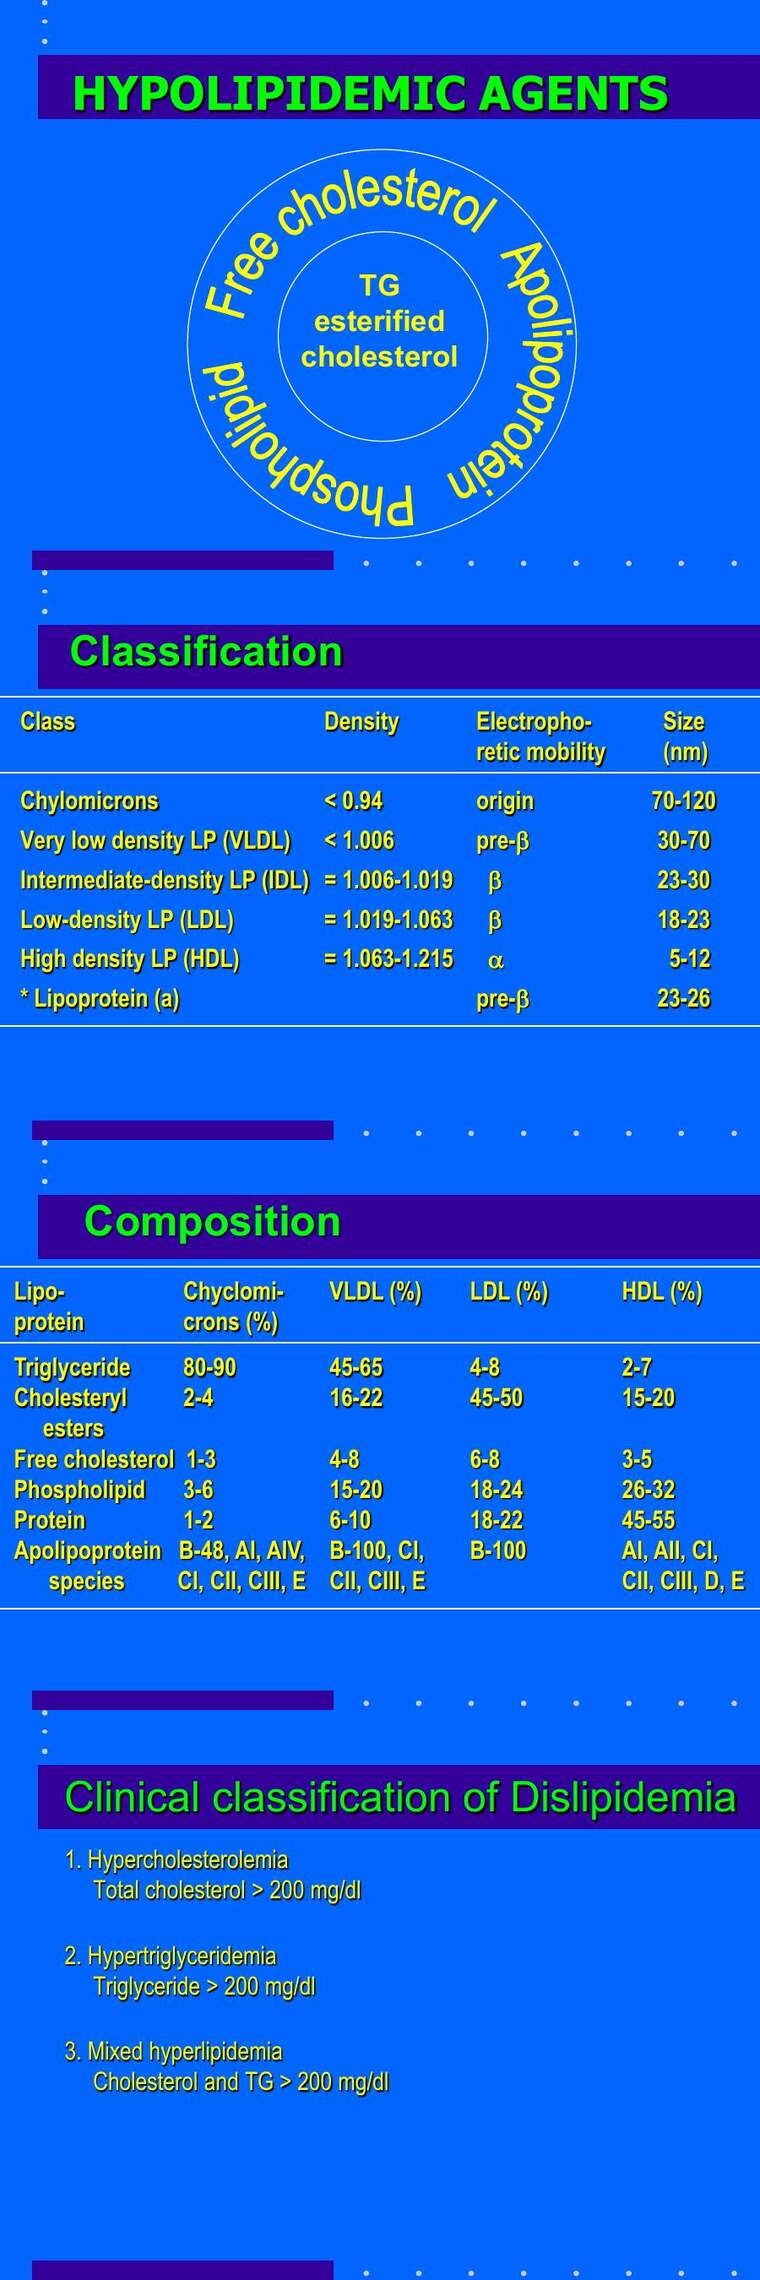 HYPOLIPIDEMIC AGENTS
Free cholesterol Apolipoprotein Phospholipid
TG
esterified
cholesterol
Classification
Class Density Electropho- Size
retic mobility (nm)
Chylomicrons < 0.94 origin 70-120
Very low density LP (VLDL) < 1.006 pre-β 30-70
Intermediate-density LP (IDL) = 1.006-1.019 β 23-30
Low-density LP (LDL) = 1.019-1.063 β 18-23
High density LP (HDL) = 1.063-1.215 α 5-12
* Lipoprotein (a) pre-β 23-26
Composition
Lipo- Chyclomi- VLDL (%) LDL (%) HDL (%)
protein crons (%)
Triglyceride 80-90 45-65 4-8 2-7
Cholesteryl 2-4 16-22 45-50 15-20
esters
Free cholesterol 1-3 4-8 6-8 3-5
Phospholipid 3-6 15-20 18-24 26-32
Protein 1-2 6-10 18-22 45-55
Apolipoprotein B-48, AI, AIV, B-100, CI, B-100 AI, AII, CI,
species CI, CII, CIII, E CII, CIII, E CII, CIII, D, E
Clinical classification of Dislipidemia
1. Hypercholesterolemia
Total cholesterol > 200 mg/dl
2. Hypertriglyceridemia
Triglyceride > 200 mg/dl
3. Mixed hyperlipidemia
Cholesterol and TG > 200 mg/dl